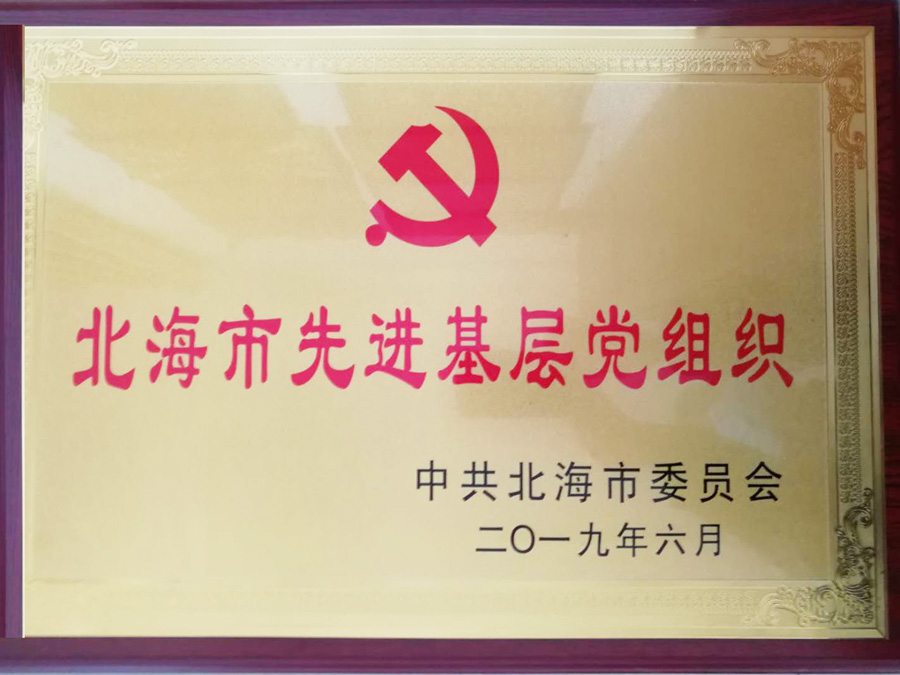 北海市先进基层党组织
中共北海市委员会
二〇一九年六月